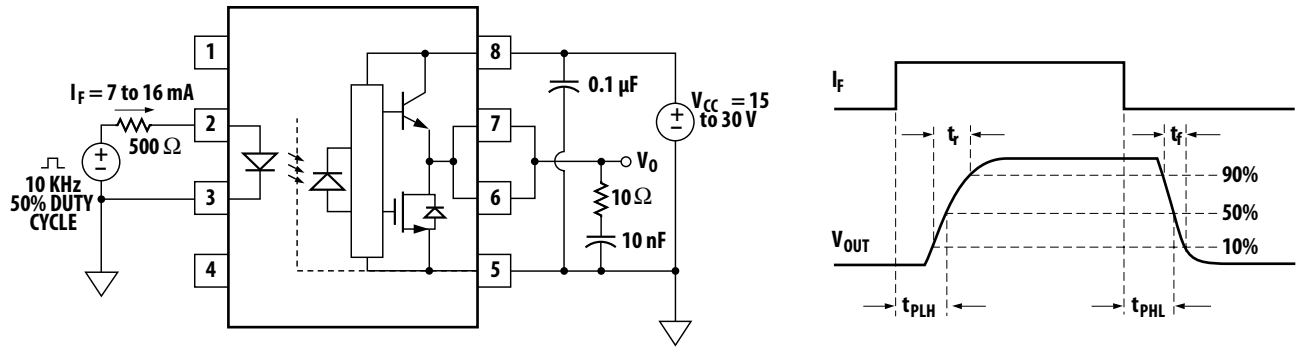 1
2
3
4
8
7
6
5
I_F = 7 to 16 mA
500 Ω
10 KHz
50% DUTY
CYCLE
+
−
0.1 µF
V_CC = 15
to 30 V
+
−
V_O
10 Ω
10 nF
I_F
t_r
t_f
90%
50%
10%
V_OUT
t_PLH
t_PHL